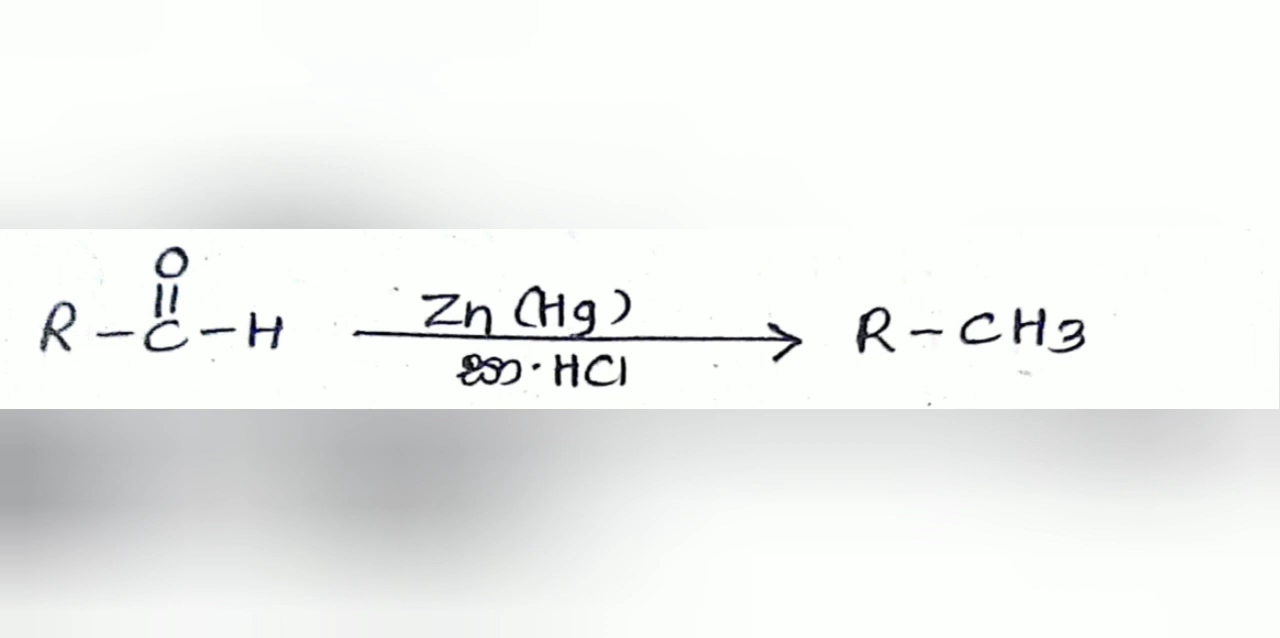 O
||
R - C - H Zn (Hg) → R - CH3
සා. HCl